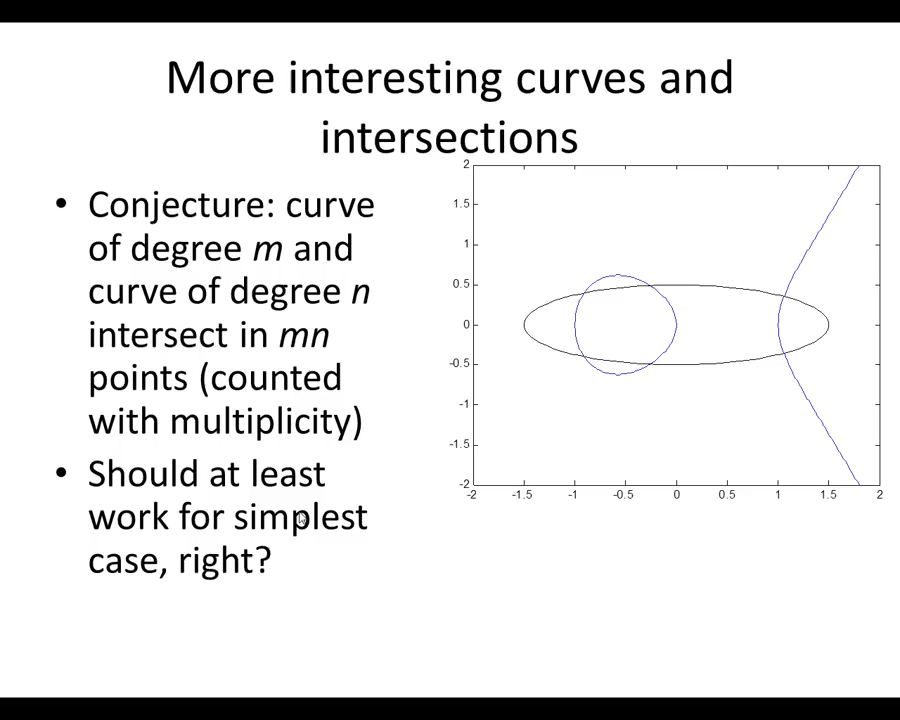 More interesting curves and
intersections
• Conjecture: curve
of degree m and
curve of degree n
intersect in mn
points (counted
with multiplicity)
• Should at least
work for simplest
case, right?
2
1.5
1
0.5
0
-0.5
-1
-1.5
-2
-2 -1.5 -1 -0.5 0 0.5 1 1.5 2